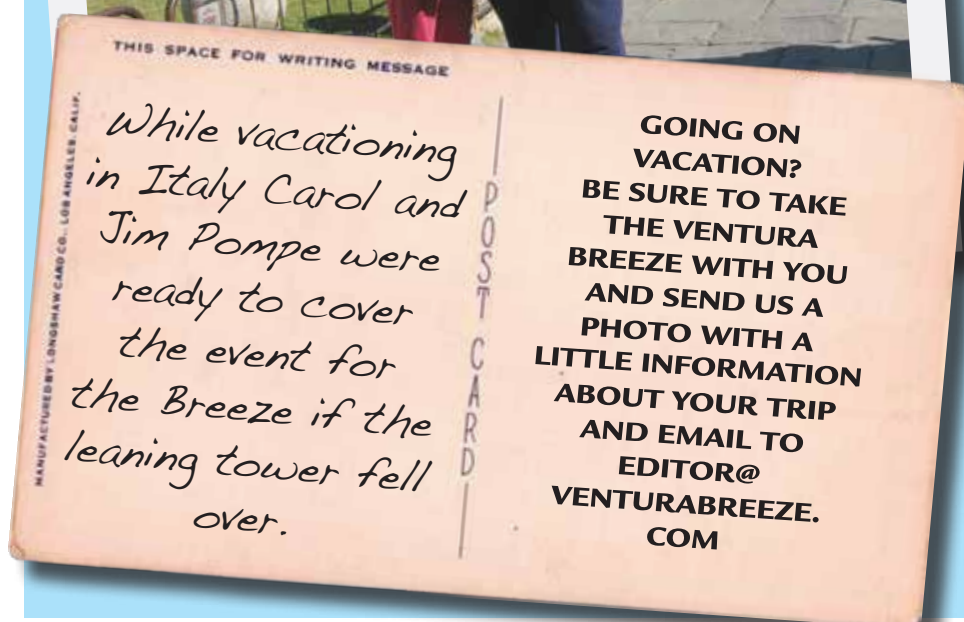 THIS SPACE FOR WRITING MESSAGE
While vacationing
in Italy Carol and
Jim Pompe were
ready to cover
the event for
the Breeze if the
leaning tower fell
over.
MANUFACTURED BY LONGSHAW CARD CO., LOS ANGELES, CALIF.
POST CARD
GOING ON
VACATION?
BE SURE TO TAKE
THE VENTURA
BREEZE WITH YOU
AND SEND US A
PHOTO WITH A
LITTLE INFORMATION
ABOUT YOUR TRIP
AND EMAIL TO
EDITOR@
VENTURABREEZE.
COM